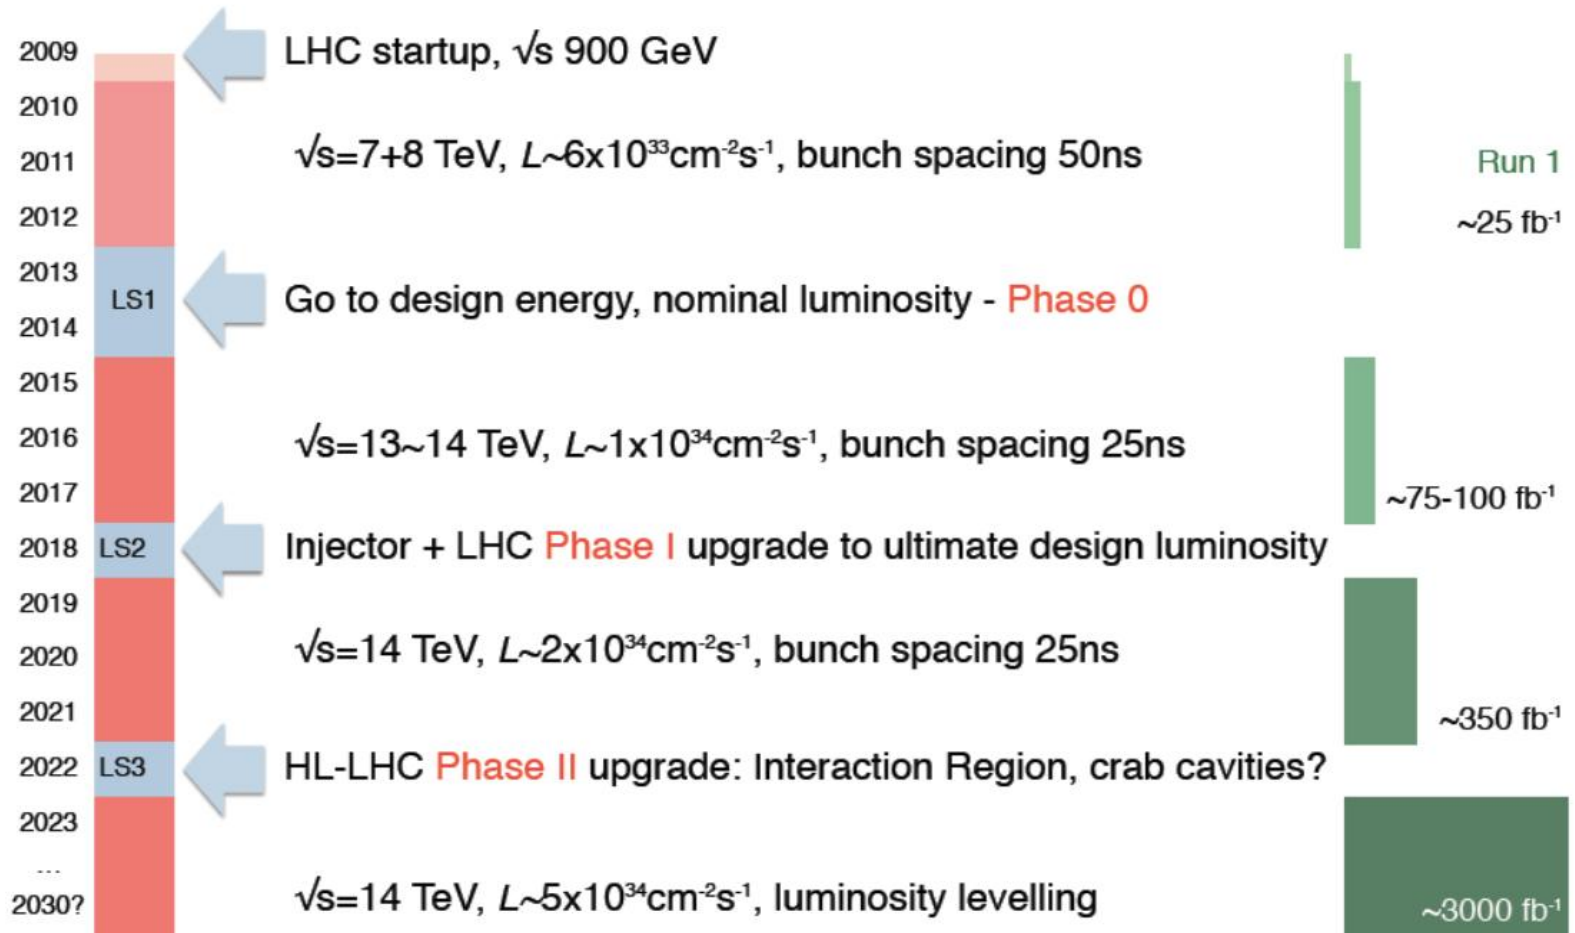 2009 LHC startup, √s 900 GeV
2010
√s=7+8 TeV, L~6x10³³cm⁻²s⁻¹, bunch spacing 50ns
2011 Run 1
2012 ~25 fb⁻¹
2013
LS1 Go to design energy, nominal luminosity - Phase 0
2014
2015
2016 √s=13~14 TeV, L~1x10³⁴cm⁻²s⁻¹, bunch spacing 25ns
2017 ~75-100 fb⁻¹
2018 LS2 Injector + LHC Phase I upgrade to ultimate design luminosity
2019
2020 √s=14 TeV, L~2x10³⁴cm⁻²s⁻¹, bunch spacing 25ns
2021 ~350 fb⁻¹
2022 LS3 HL-LHC Phase II upgrade: Interaction Region, crab cavities?
2023
...
2030? √s=14 TeV, L~5x10³⁴cm⁻²s⁻¹, luminosity levelling ~3000 fb⁻¹